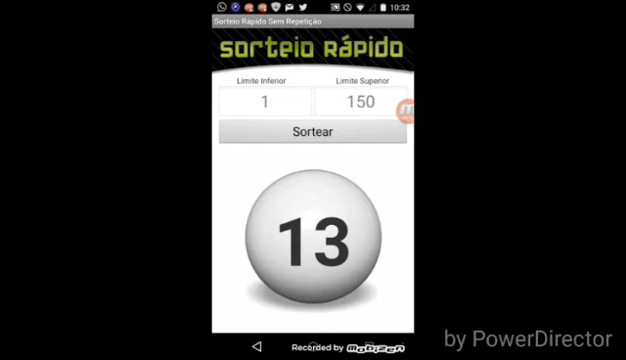 10:32
Sorteio Rápido Sem Repetição
Sorteio Rápido
Limite Inferior
Limite Superior
1
150
Sortear
13
Recorded by mobizen
by PowerDirector